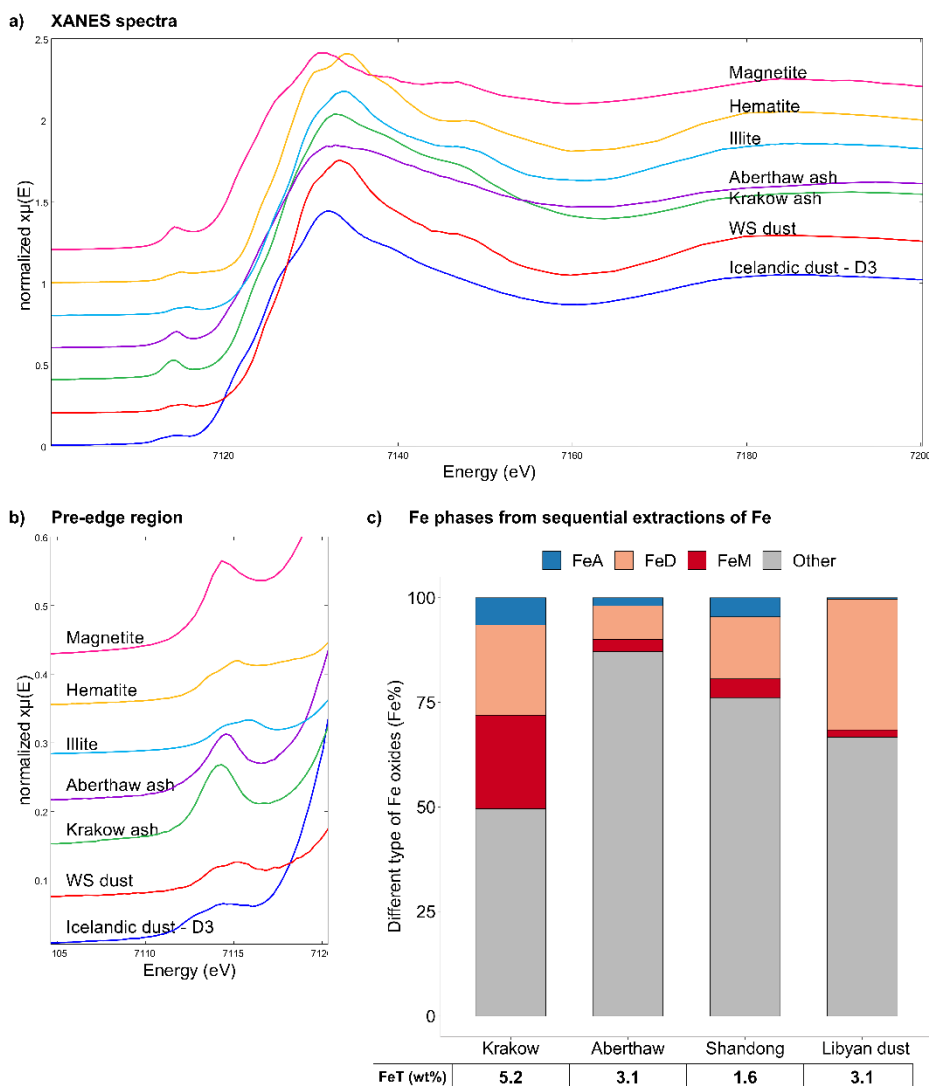 a) XANES spectra
2.5
2
1.5
1
0.5
0
normalized xμ(E)
Magnetite
Hematite
Illite
Aberthaw ash
Krakow ash
WS dust
Icelandic dust - D3
7120
7140
7160
7180
7200
Energy (eV)
b) Pre-edge region
0.6
0.5
0.4
0.3
0.2
0.1
normalized xμ(E)
Magnetite
Hematite
Illite
Aberthaw ash
Krakow ash
WS dust
Icelandic dust - D3
105
7110
7115
7120
Energy (eV)
c) Fe phases from sequential extractions of Fe
FeA FeD FeM Other
100
75
50
25
0
Different type of Fe oxides (Fe%)
Krakow Aberthaw Shandong Libyan dust
FeT (wt%) 5.2 3.1 1.6 3.1